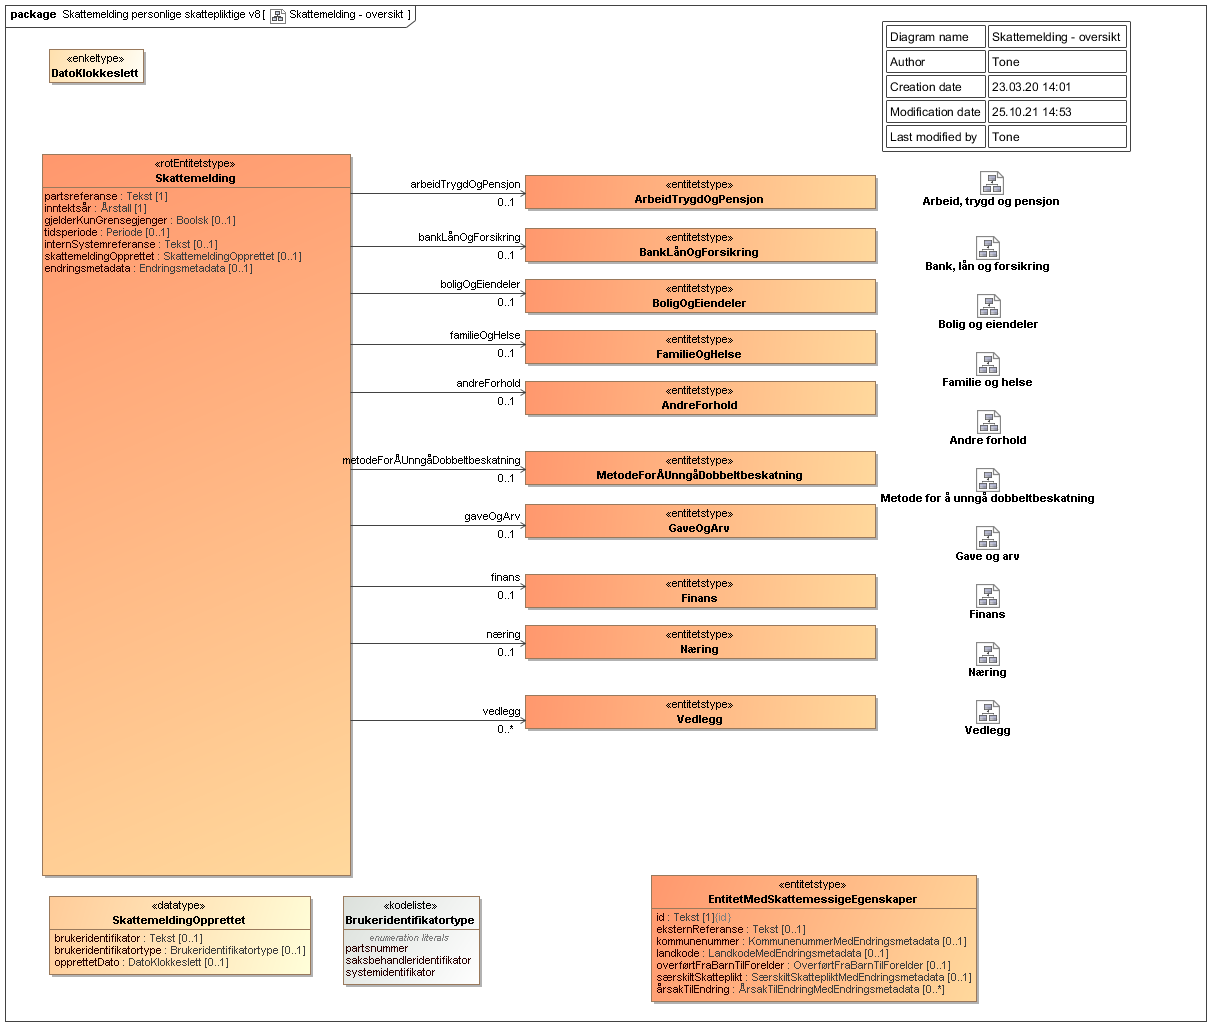 package Skattemelding personlige skattepliktige v8[ Skattemelding - oversikt ]
Diagram name Skattemelding - oversikt
Author Tone
Creation date 23.03.20 14:01
Modification date 25.10.21 14:53
Last modified by Tone
«enkeltype»
DatoKlokkeslett
«rotEntitetstype»
Skattemelding
partsreferanse : Tekst [1]
inntektsår : Årstall [1]
gjelderKunGrensegjenger : Boolsk [0..1]
tidsperiode : Periode [0..1]
internSystemreferanse : Tekst [0..1]
skattemeldingOpprettet : SkattemeldingOpprettet [0..1]
endringsmetadata : Endringsmetadata [0..1]
arbeidTrygdOgPensjon
0..1
«entitetstype»
ArbeidTrygdOgPensjon
Arbeid, trygd og pensjon
bankLånOgForsikring
0..1
«entitetstype»
BankLånOgForsikring
Bank, lån og forsikring
boligOgEiendeler
0..1
«entitetstype»
BoligOgEiendeler
Bolig og eiendeler
familieOgHelse
0..1
«entitetstype»
FamilieOgHelse
Familie og helse
andreForhold
0..1
«entitetstype»
AndreForhold
Andre forhold
metodeForÅUnngåDobbeltbeskatning
0..1
«entitetstype»
MetodeForÅUnngåDobbeltbeskatning
Metode for å unngå dobbeltbeskatning
gaveOgArv
0..1
«entitetstype»
GaveOgArv
Gave og arv
finans
0..1
«entitetstype»
Finans
Finans
næring
0..1
«entitetstype»
Næring
Næring
vedlegg
0..*
«entitetstype»
Vedlegg
Vedlegg
«datatype»
SkattemeldingOpprettet
brukeridentifikator : Tekst [0..1]
brukeridentifikatortype : Brukeridentifikatortype [0..1]
opprettetDato : DatoKlokkeslett [0..1]
«kodeliste»
Brukeridentifikatortype
enumeration literals
partsnummer
saksbehandleridentifikator
systemidentifikator
«entitetstype»
EntitetMedSkattemessigeEgenskaper
id : Tekst [1]{id}
eksternReferanse : Tekst [0..1]
kommunenummer : KommunenummerMedEndringsmetadata [0..1]
landkode : LandkodeMedEndringsmetadata [0..1]
overførtFraBarnTilForelder : OverførtFraBarnTilForelder [0..1]
særskiltSkatteplikt : SærskiltSkattepliktMedEndringsmetadata [0..1]
årsakTilEndring : ÅrsakTilEndringMedEndringsmetadata [0..*]